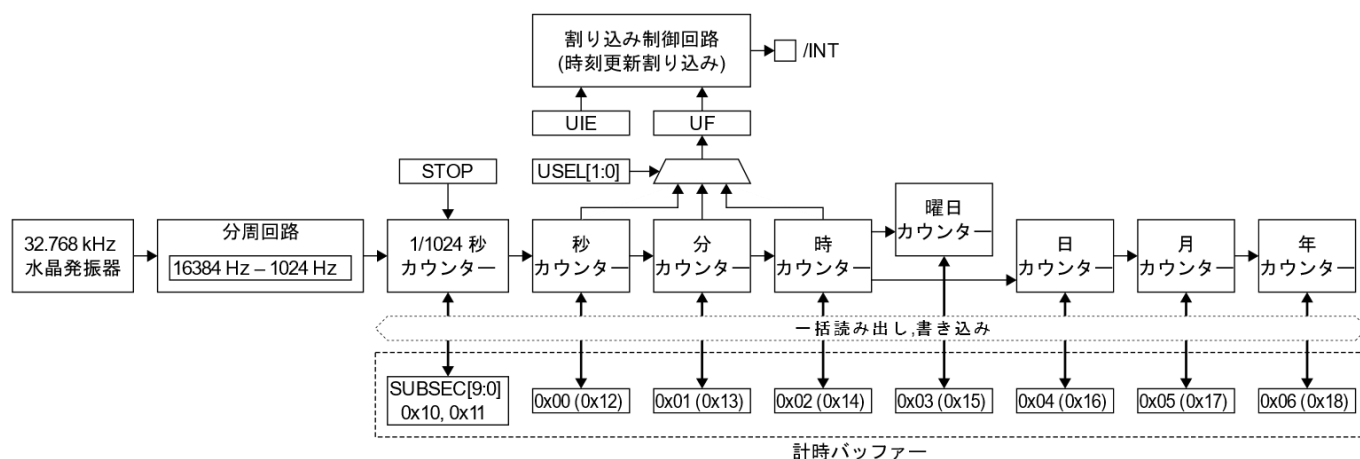 割り込み制御回路
(時刻更新割り込み)
/INT
UIE
UF
STOP
USEL[1:0]
32.768 kHz
水晶発振器
分周回路
16384 Hz – 1024 Hz
1/1024 秒
カウンター
秒
カウンター
分
カウンター
時
カウンター
曜日
カウンター
日
カウンター
月
カウンター
年
カウンター
一括読み出し,書き込み
SUBSEC[9:0]
0x10, 0x11
0x00 (0x12)
0x01 (0x13)
0x02 (0x14)
0x03 (0x15)
0x04 (0x16)
0x05 (0x17)
0x06 (0x18)
計時バッファー